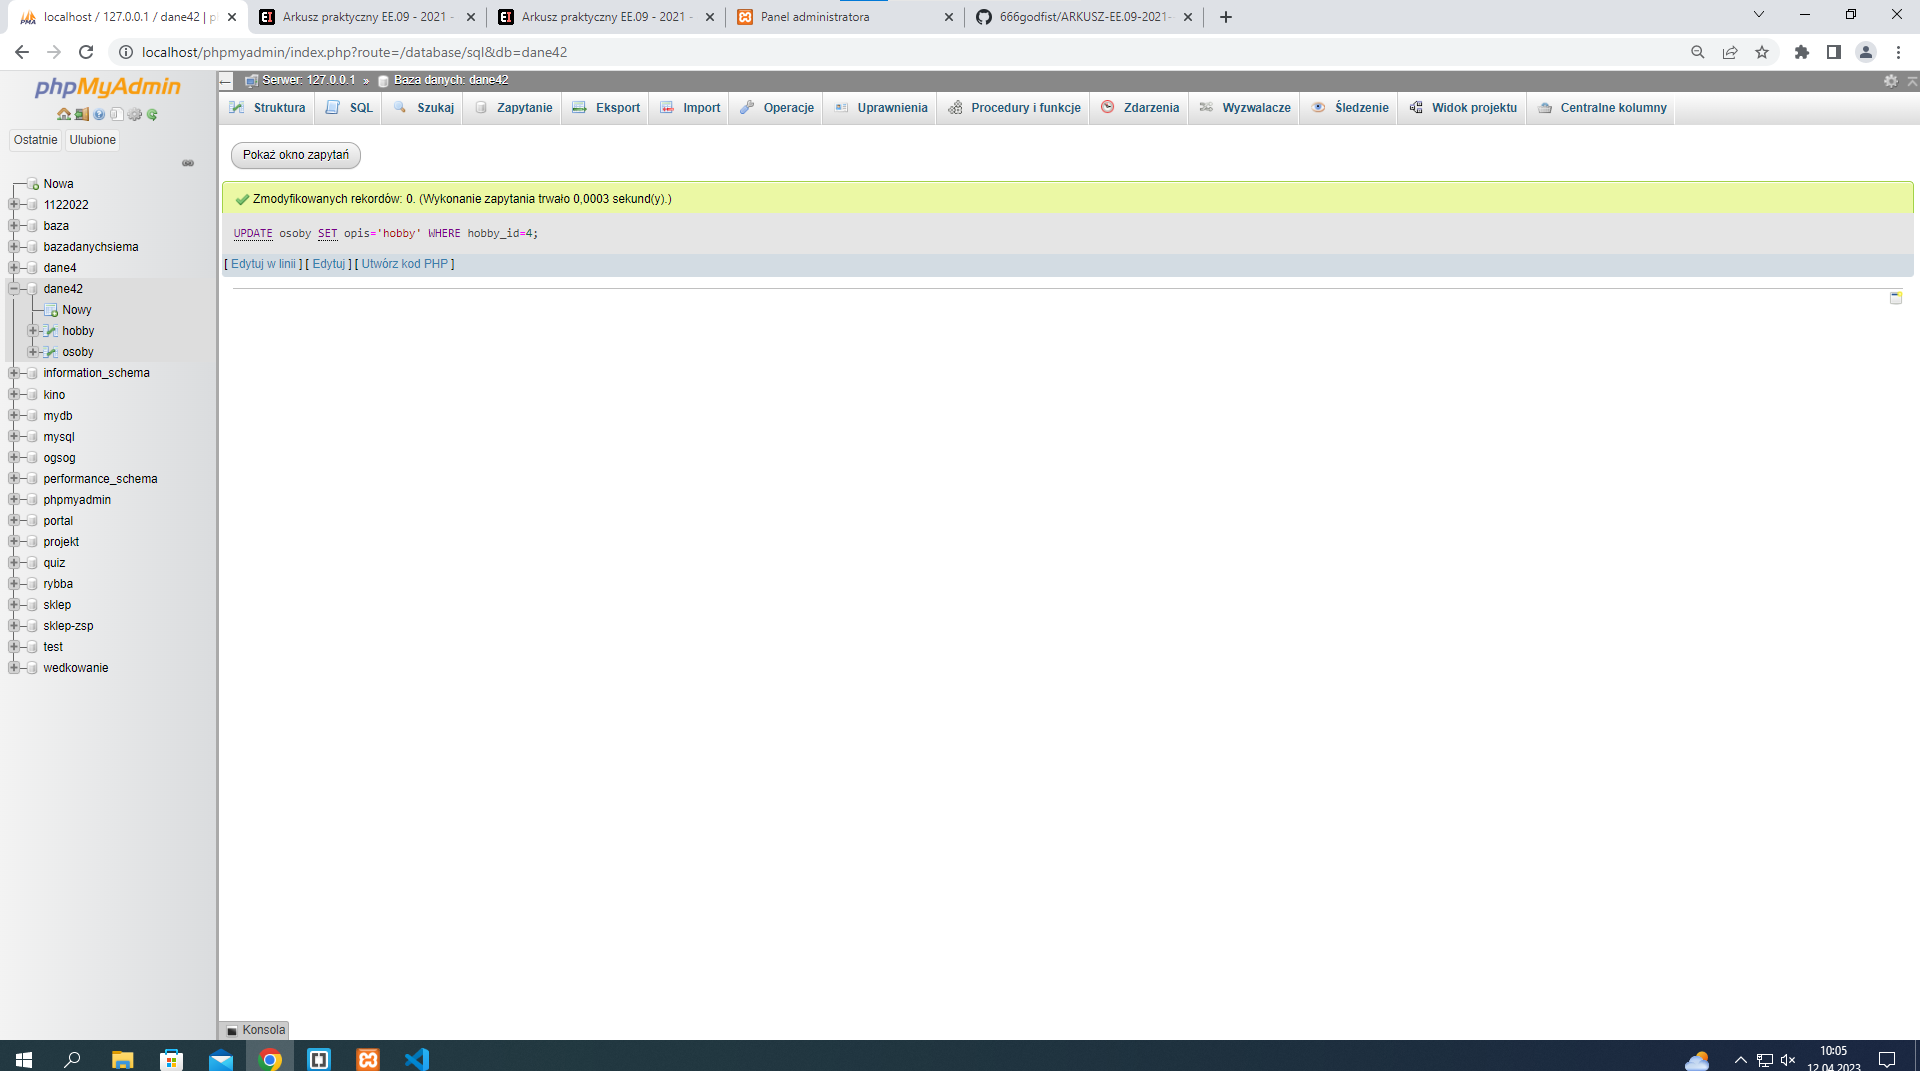 localhost / 127.0.0.1 / dane42 | p
Arkusz praktyczny EE.09 - 2021 -
Arkusz praktyczny EE.09 - 2021 -
Panel administratora
666godfist/ARKUSZ-EE.09-2021-
localhost/phpmyadmin/index.php?route=/database/sql&db=dane42
phpMyAdmin
Ostatnie
Ulubione
Nowa
1122022
baza
bazadanychsiema
dane4
dane42
Nowy
hobby
osoby
information_schema
kino
mydb
mysql
ogsog
performance_schema
phpmyadmin
portal
projekt
quiz
rybba
sklep
sklep-zsp
test
wedkowanie
Serwer: 127.0.0.1 » Baza danych: dane42
Struktura
SQL
Szukaj
Zapytanie
Eksport
Import
Operacje
Uprawnienia
Procedury i funkcje
Zdarzenia
Wyzwalacze
Śledzenie
Widok projektu
Centralne kolumny
Pokaż okno zapytań
Zmodyfikowanych rekordów: 0. (Wykonanie zapytania trwało 0,0003 sekund(y).)
UPDATE osoby SET opis='hobby' WHERE hobby_id=4;
[ Edytuj w linii ] [ Edytuj ] [ Utwórz kod PHP ]
Konsola
10:05
12.04.2023